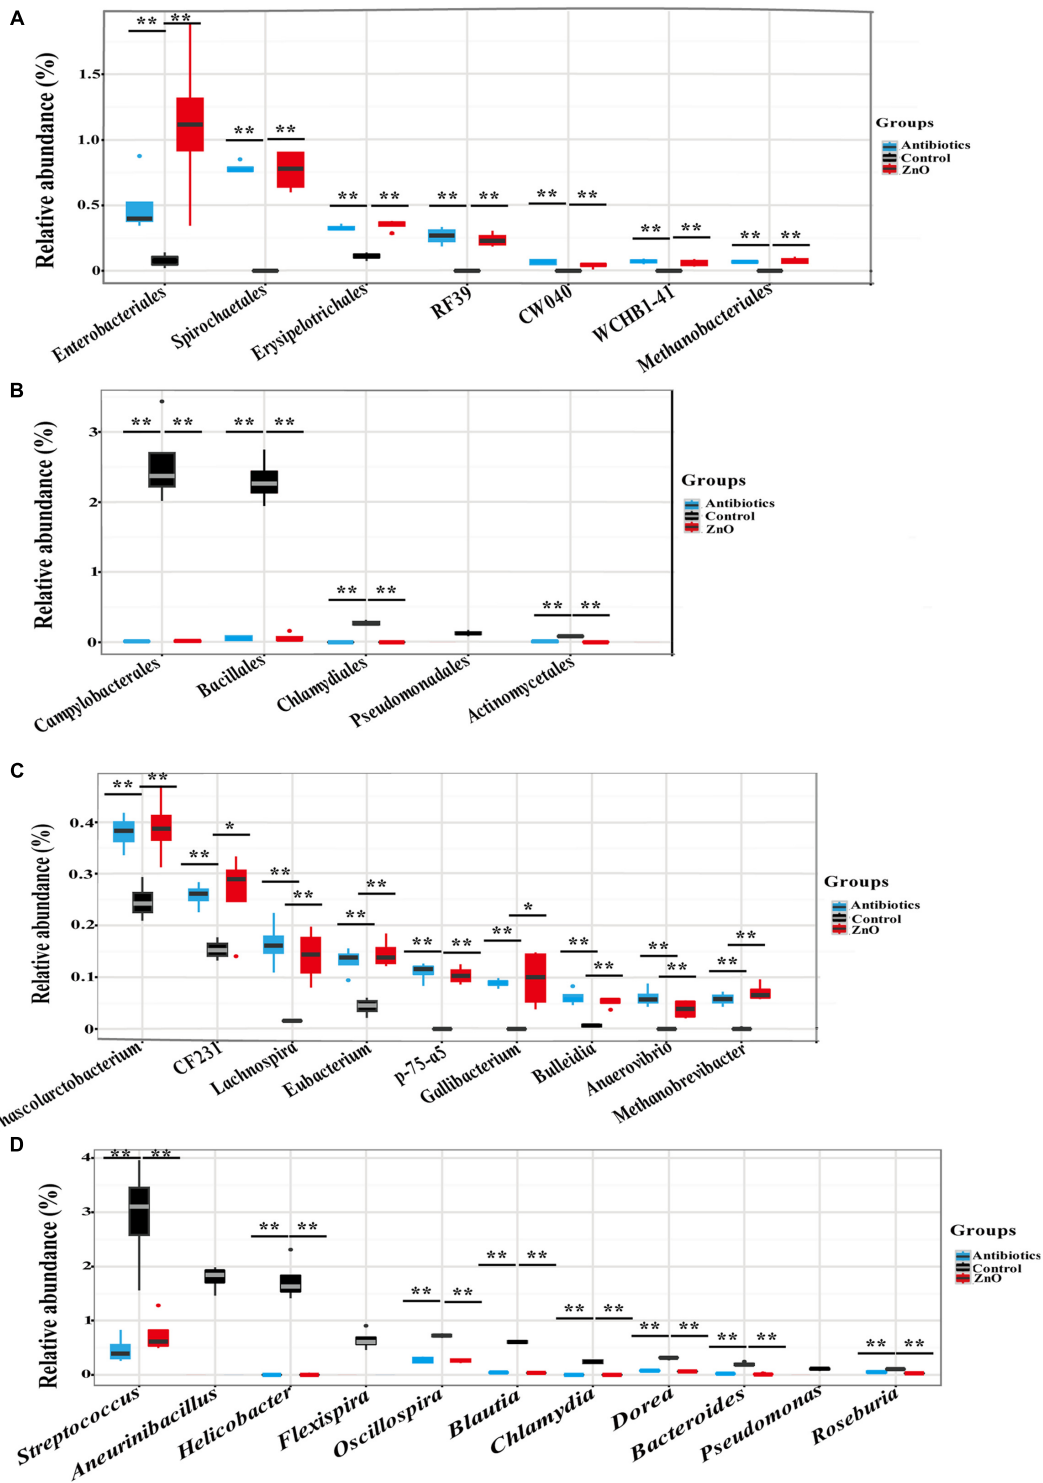 A
** **
** **
** **
** **
** **
** **
** **
1.5
1.0
0.5
0
Relative abundance (%)
Enterobacteriales
Spirochaetales
Erysipelotrichales
RF39
CW040
WCHB1-41
Methanobacteriales
Groups
Antibiotics
Control
ZnO
B
** **
** **
** **
** **
3
2
1
0
Relative abundance (%)
Campylobacterales
Bacillales
Chlamydiales
Pseudomonadales
Actinomycetales
Groups
Antibiotics
Control
ZnO
C
** **
** *
** **
** **
** **
** *
** **
** **
** **
0.4
0.3
0.2
0.1
0
Relative abundance (%)
hascolarctobacterium
CF231
Lachnospira
Eubacterium
p-75-a5
Gallibacterium
Bulleidia
Anaerovibrio
Methanobrevibacter
Groups
Antibiotics
Control
ZnO
D
** **
** **
** **
** **
** **
** **
** **
** **
4
3
2
1
0
Relative abundance (%)
Streptococcus
Aneurinibacillus
Helicobacter
Flexispira
Oscillospira
Blautia
Chlamydia
Dorea
Bacteroides
Pseudomonas
Roseburia
Groups
Antibiotics
Control
ZnO